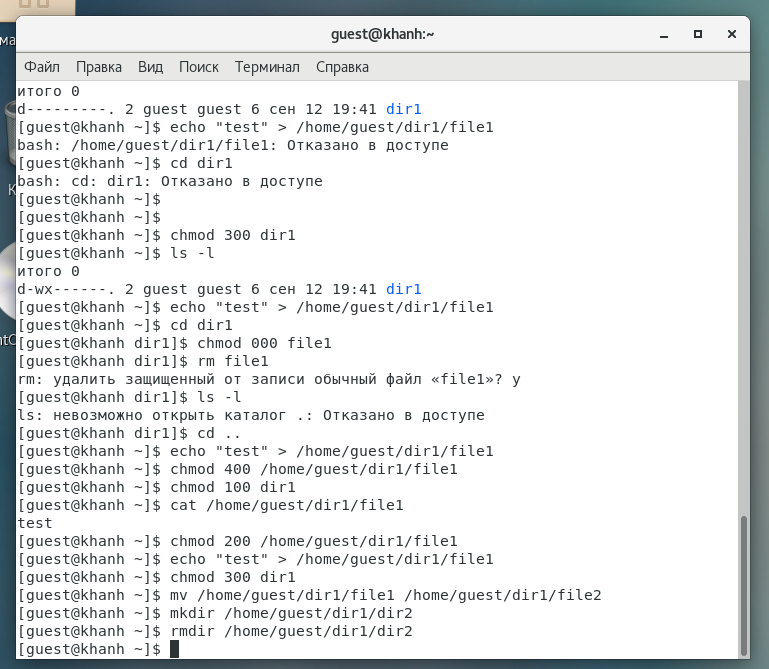 guest@khanh:~
Файл Правка Вид Поиск Терминал Справка
итого 0
d---------. 2 guest guest 6 сен 12 19:41 dir1
[guest@khanh ~]$ echo "test" > /home/guest/dir1/file1
bash: /home/guest/dir1/file1: Отказано в доступе
[guest@khanh ~]$ cd dir1
bash: cd: dir1: Отказано в доступе
[guest@khanh ~]$
[guest@khanh ~]$
[guest@khanh ~]$ chmod 300 dir1
[guest@khanh ~]$ ls -l
итого 0
d-wx------. 2 guest guest 6 сен 12 19:41 dir1
[guest@khanh ~]$ echo "test" > /home/guest/dir1/file1
[guest@khanh ~]$ cd dir1
[guest@khanh dir1]$ chmod 000 file1
[guest@khanh dir1]$ rm file1
rm: удалить защищенный от записи обычный файл «file1»? y
[guest@khanh dir1]$ ls -l
ls: невозможно открыть каталог .: Отказано в доступе
[guest@khanh dir1]$ cd ..
[guest@khanh ~]$ echo "test" > /home/guest/dir1/file1
[guest@khanh ~]$ chmod 400 /home/guest/dir1/file1
[guest@khanh ~]$ chmod 100 dir1
[guest@khanh ~]$ cat /home/guest/dir1/file1
test
[guest@khanh ~]$ chmod 200 /home/guest/dir1/file1
[guest@khanh ~]$ echo "test" > /home/guest/dir1/file1
[guest@khanh ~]$ chmod 300 dir1
[guest@khanh ~]$ mv /home/guest/dir1/file1 /home/guest/dir1/file2
[guest@khanh ~]$ mkdir /home/guest/dir1/dir2
[guest@khanh ~]$ rmdir /home/guest/dir1/dir2
[guest@khanh ~]$